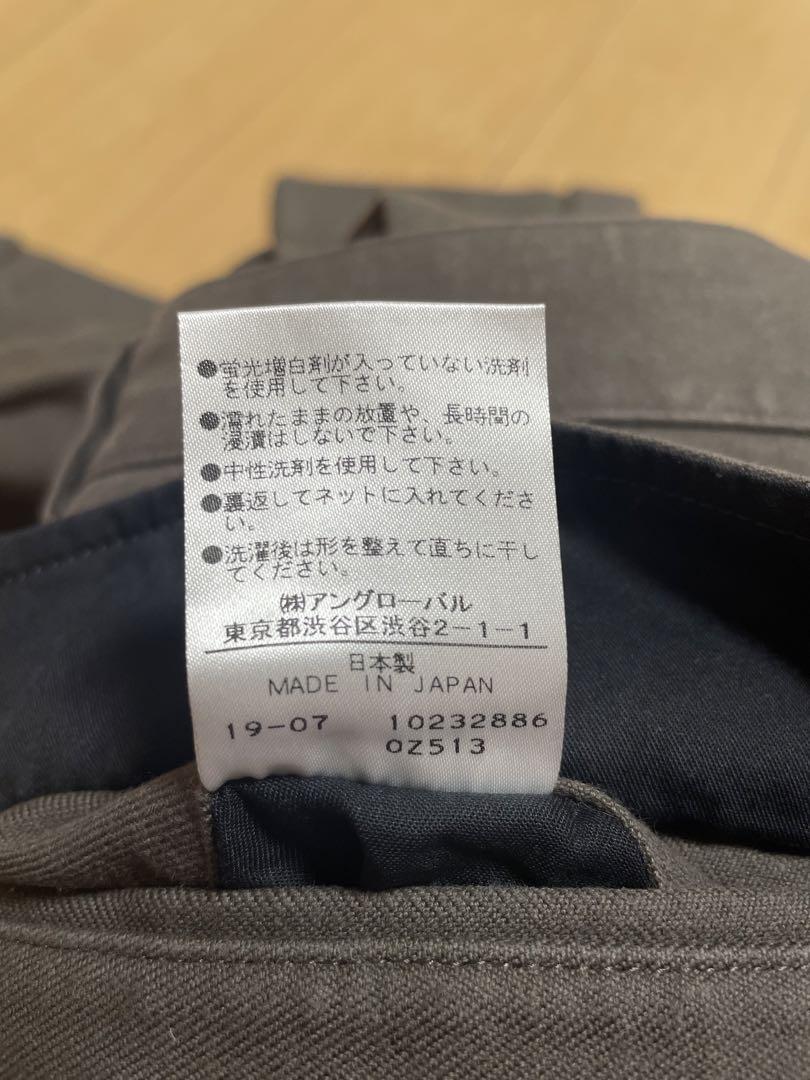 ●蛍光増白剤が入っていない洗剤
を使用して下さい。
●濡れたままの放置や、長時間の
浸漬はしないで下さい。
●中性洗剤を使用して下さい。
●裏返してネットに入れてくださ
い。
●洗濯後は形を整えて直ちに干し
てください。
㈱アングローバル
東京都渋谷区渋谷2-1-1
日本製
MADE IN JAPAN
19-07 10232886
0Z513